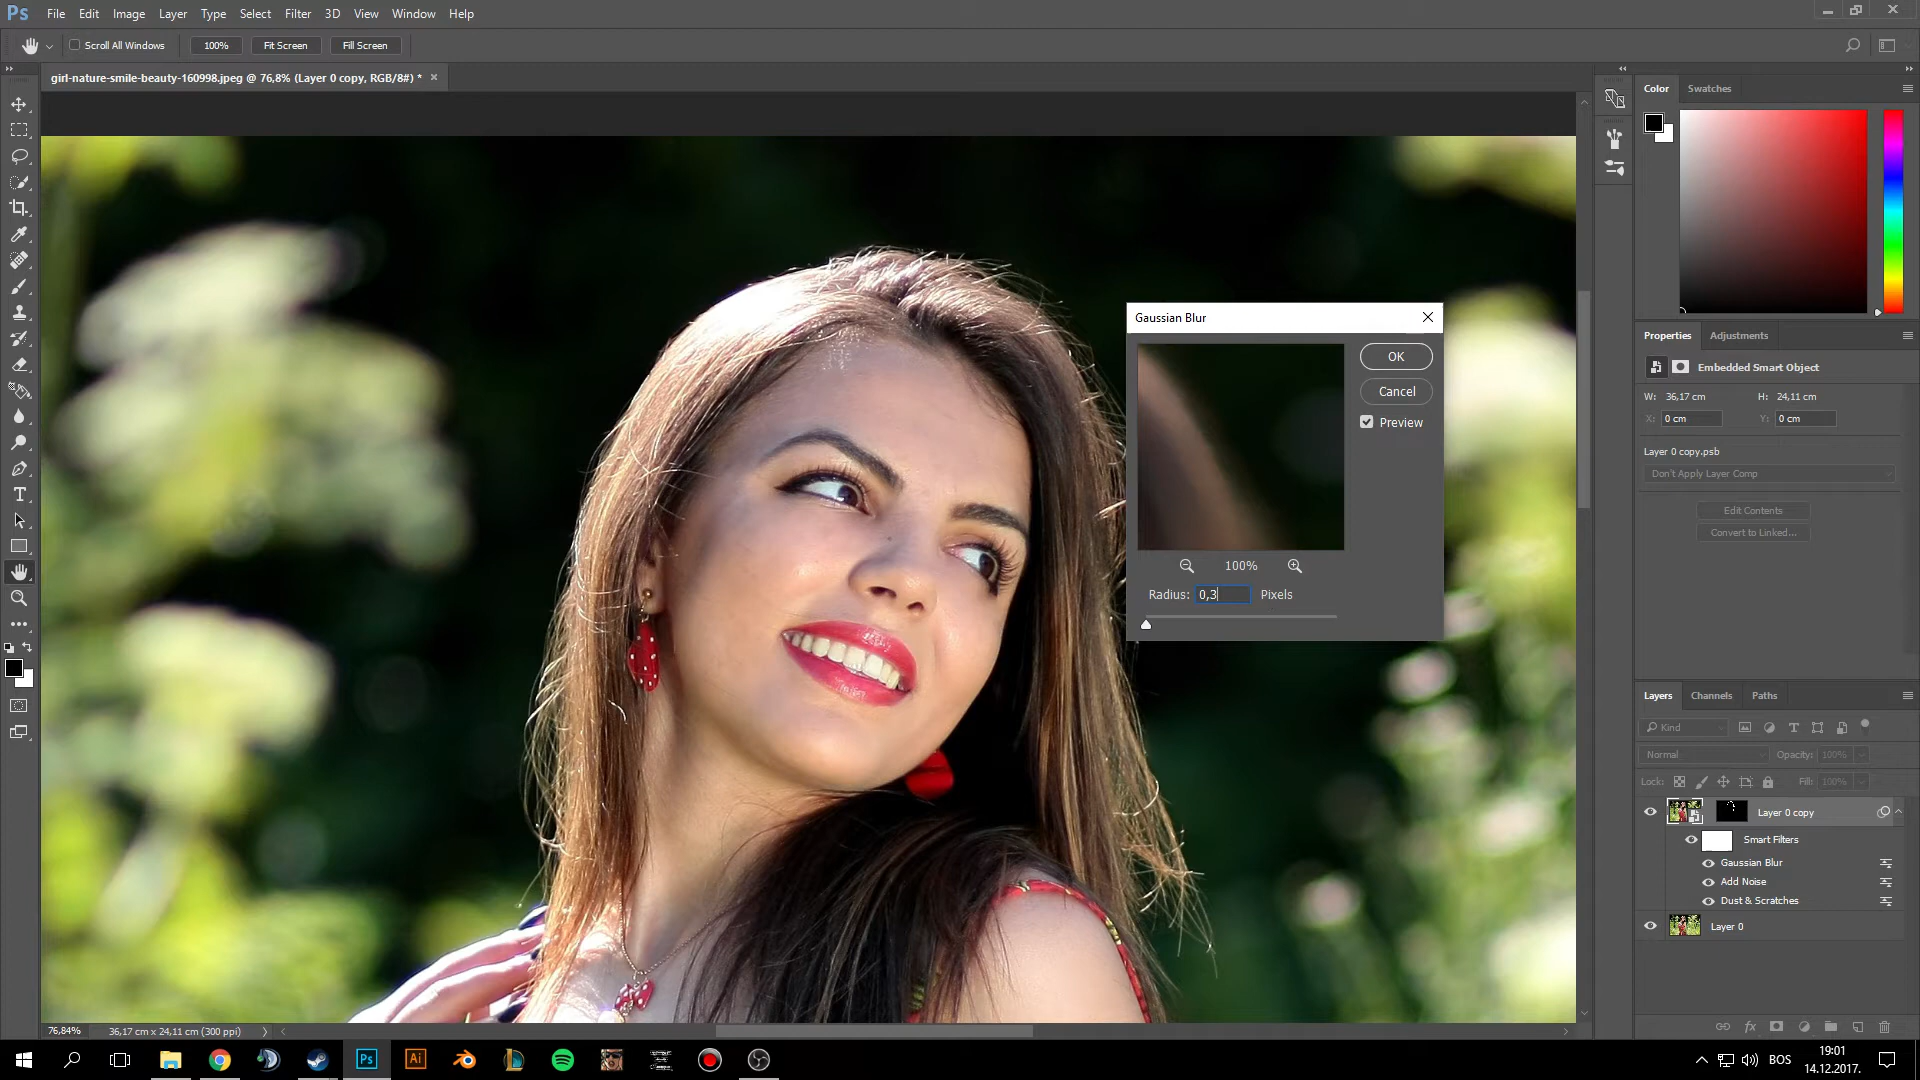 Ps File Edit Image Layer Type Select Filter 3D View Window Help
Scroll All Windows 100% Fit Screen Fill Screen
girl-nature-smile-beauty-160998.jpeg @ 76,8% (Layer 0 copy, RGB/8#) *
Color Swatches
Gaussian Blur
OK
Cancel
Preview
100%
Radius: 0,3 Pixels
Properties Adjustments
Embedded Smart Object
W: 36,17 cm H: 24,11 cm
X: 0 cm Y: 0 cm
Layer 0 copy.psb
Don't Apply Layer Comp
Edit Contents
Convert to Linked...
Layers Channels Paths
Kind
Normal Opacity: 100%
Lock: Fill: 100%
Layer 0 copy
Smart Filters
Gaussian Blur
Add Noise
Dust & Scratches
Layer 0
fx
76,84% 36,17 cm x 24,11 cm (300 ppi)
Ps Ai BOS 19:01
14.12.2017.